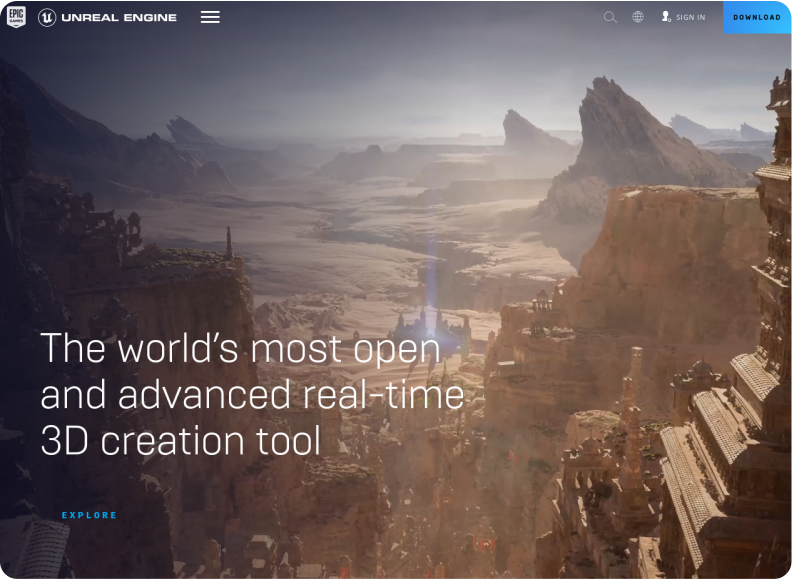 EPIC
GAMES
UNREAL ENGINE
SIGN IN
DOWNLOAD
The world's most open
and advanced real-time
3D creation tool
EXPLORE